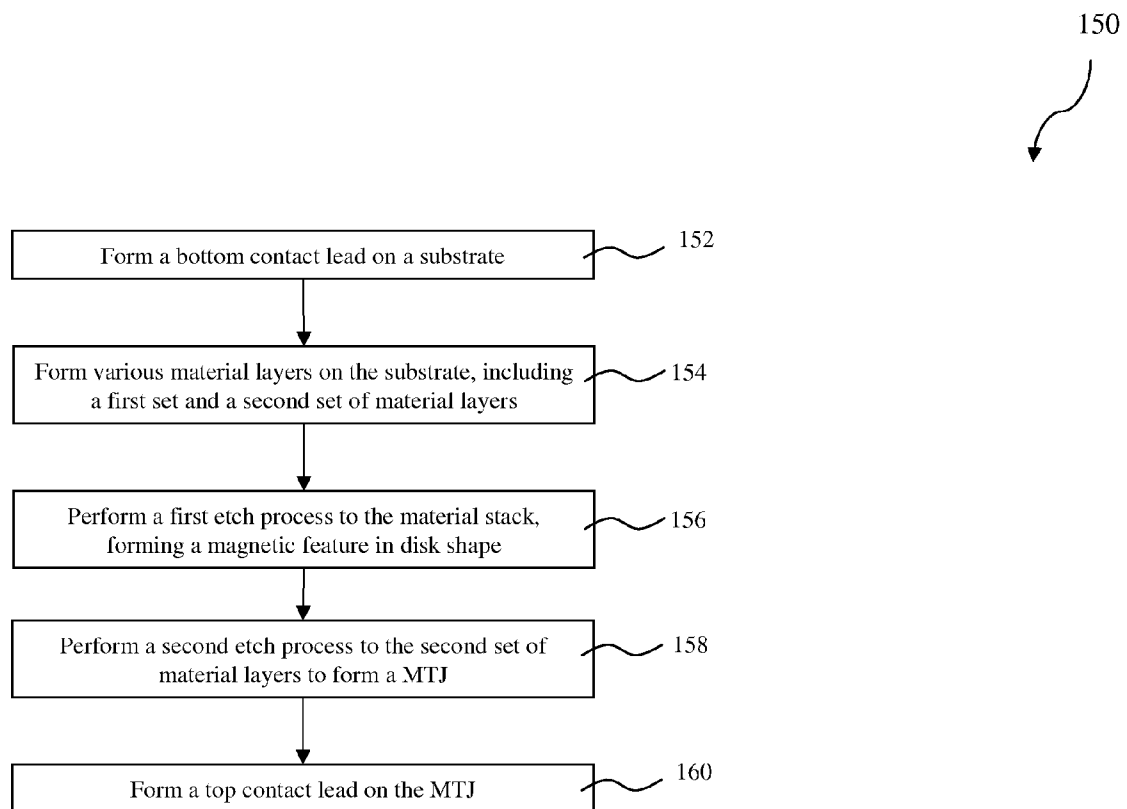 150
Form a bottom contact lead on a substrate
152
Form various material layers on the substrate, including
a first set and a second set of material layers
154
Perform a first etch process to the material stack,
forming a magnetic feature in disk shape
156
Perform a second etch process to the second set of
material layers to form a MTJ
158
Form a top contact lead on the MTJ
160